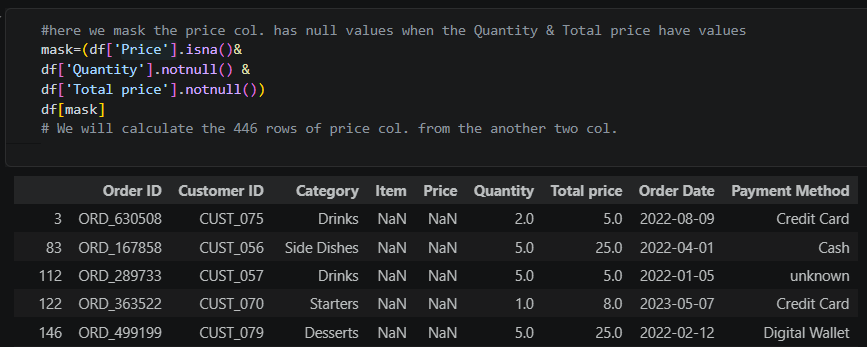 #here we mask the price col. has null values when the Quantity & Total price have values
mask=(df['Price'].isna()&
df['Quantity'].notnull() &
df['Total price'].notnull())
df[mask]
# We will calculate the 446 rows of price col. from the another two col.
Order ID Customer ID Category Item Price Quantity Total price Order Date Payment Method
3 ORD_630508 CUST_075 Drinks NaN NaN 2.0 5.0 2022-08-09 Credit Card
83 ORD_167858 CUST_056 Side Dishes NaN NaN 5.0 25.0 2022-04-01 Cash
112 ORD_289733 CUST_057 Drinks NaN NaN 5.0 5.0 2022-01-05 unknown
122 ORD_363522 CUST_070 Starters NaN NaN 1.0 8.0 2023-05-07 Credit Card
146 ORD_499199 CUST_079 Desserts NaN NaN 5.0 25.0 2022-02-12 Digital Wallet